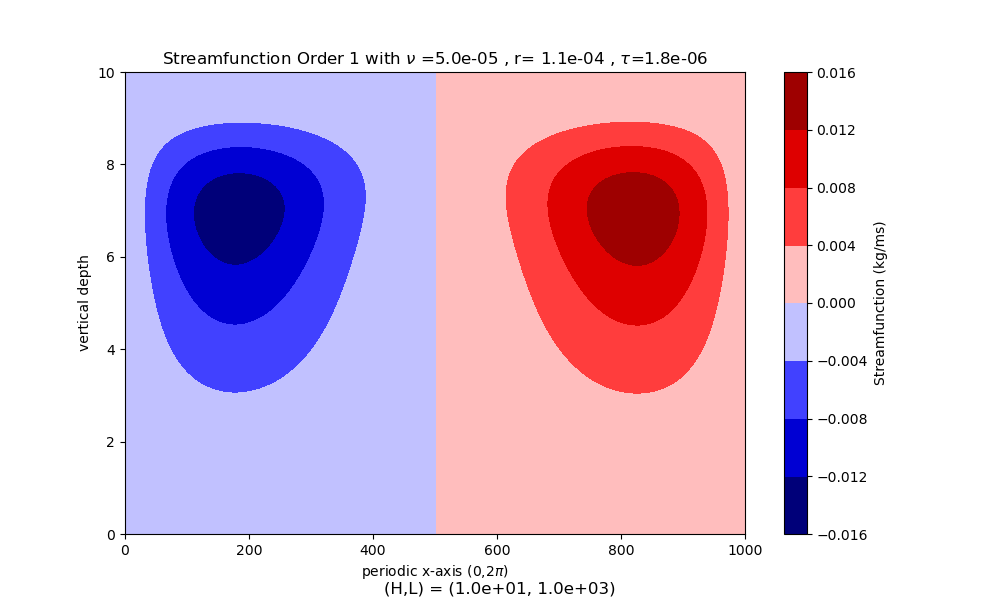 Streamfunction Order 1 with ν =5.0e-05 , r= 1.1e-04 , τ=1.8e-06
10
8
6
4
2
0
vertical depth
0 200 400 600 800 1000
periodic x-axis (0,2π)
(H,L) = (1.0e+01, 1.0e+03)
0.016
0.012
0.008
0.004
0.000
−0.004
−0.008
−0.012
−0.016
Streamfunction (kg/ms)